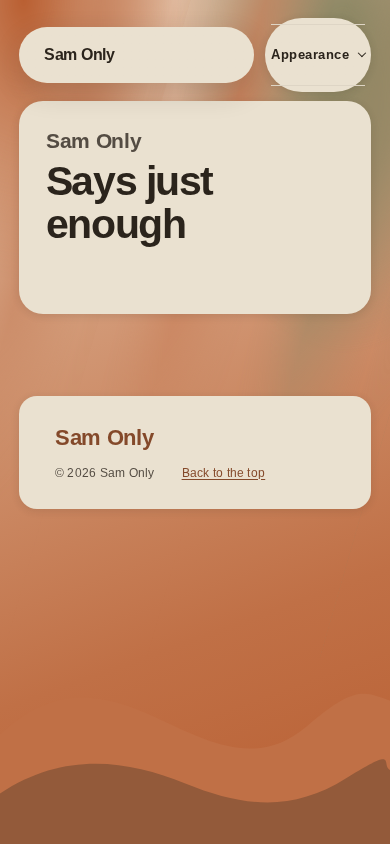 Sam Only
Appearance
Sam Only
Says just
enough
Sam Only
© 2026 Sam Only
Back to the top